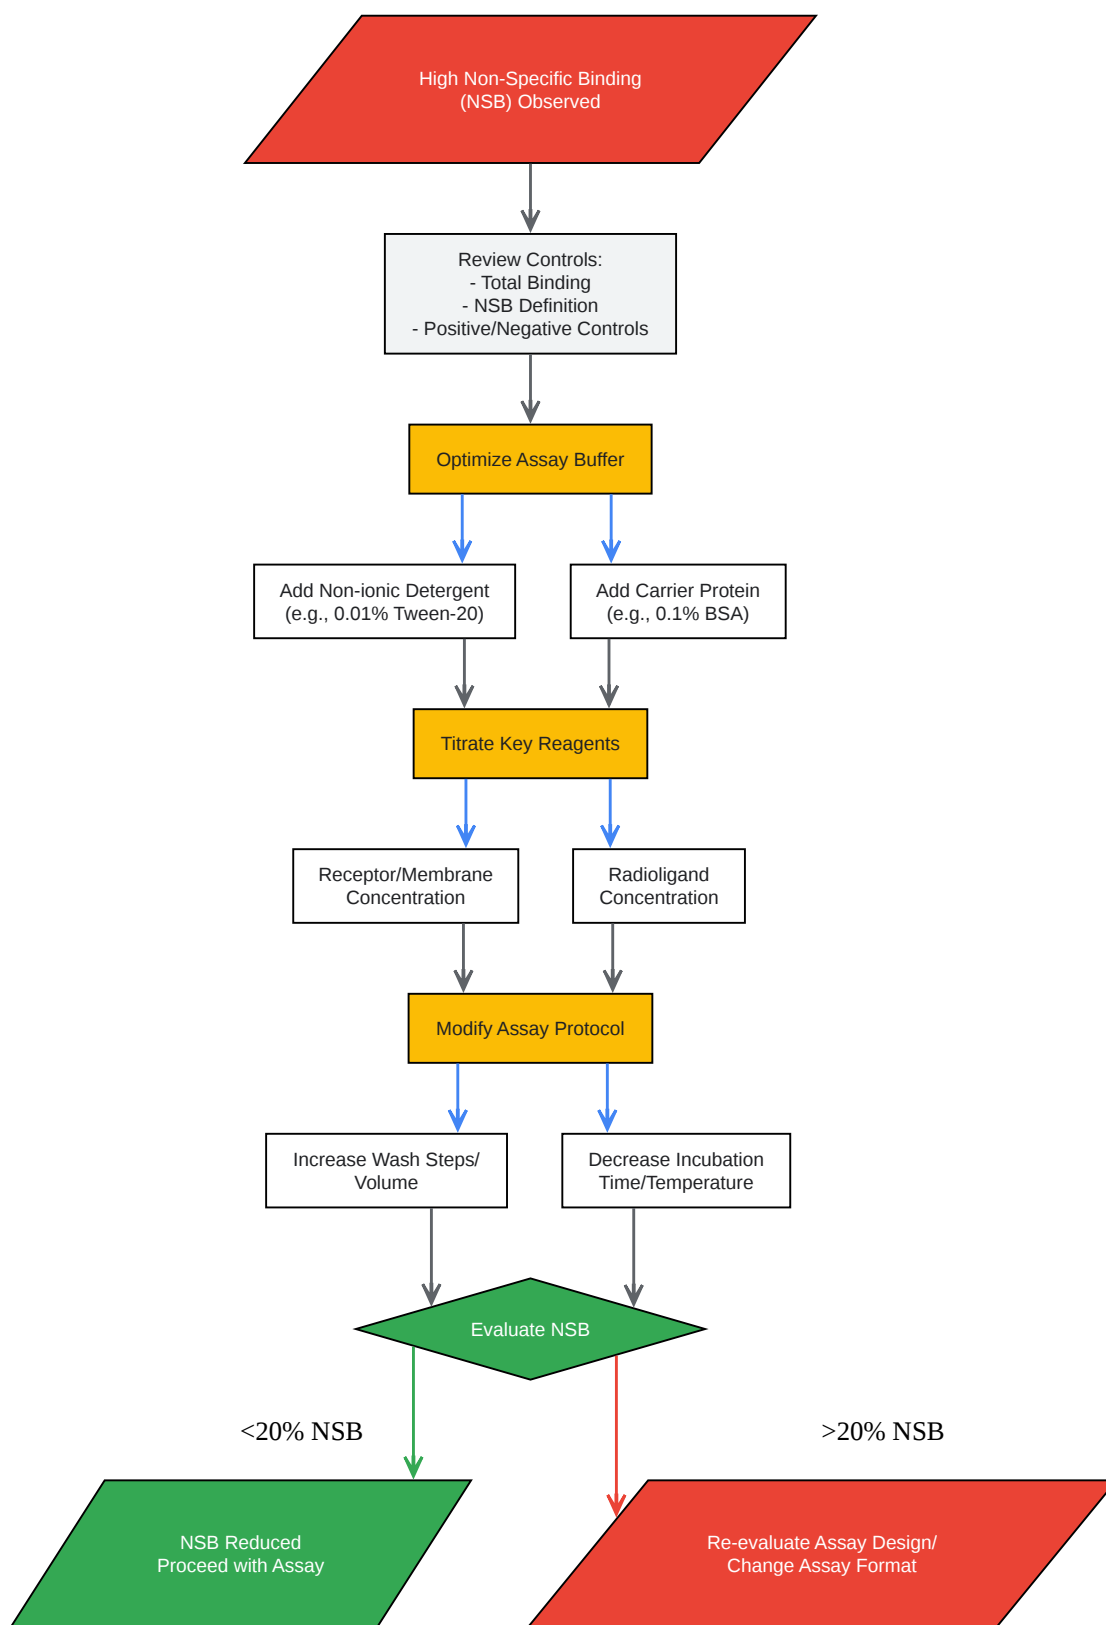 High Non-Specific Binding
(NSB) Observed
Review Controls:
- Total Binding
- NSB Definition
- Positive/Negative Controls
Optimize Assay Buffer
Add Non-ionic Detergent
(e.g., 0.01% Tween-20)
Add Carrier Protein
(e.g., 0.1% BSA)
Titrate Key Reagents
Receptor/Membrane
Concentration
Radioligand
Concentration
Modify Assay Protocol
Increase Wash Steps/
Volume
Decrease Incubation
Time/Temperature
Evaluate NSB
<20% NSB
>20% NSB
NSB Reduced
Proceed with Assay
Re-evaluate Assay Design/
Change Assay Format